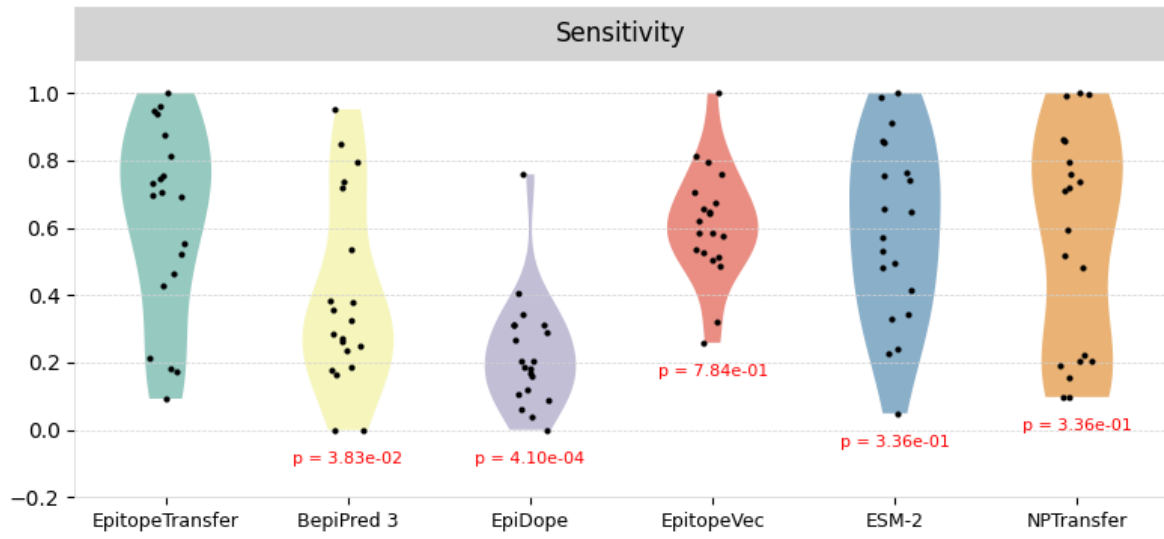 Sensitivity
1.0
0.8
0.6
0.4
0.2
0.0
−0.2
p = 3.83e-02
p = 4.10e-04
p = 7.84e-01
p = 3.36e-01
p = 3.36e-01
EpitopeTransfer
BepiPred 3
EpiDope
EpitopeVec
ESM-2
NPTransfer